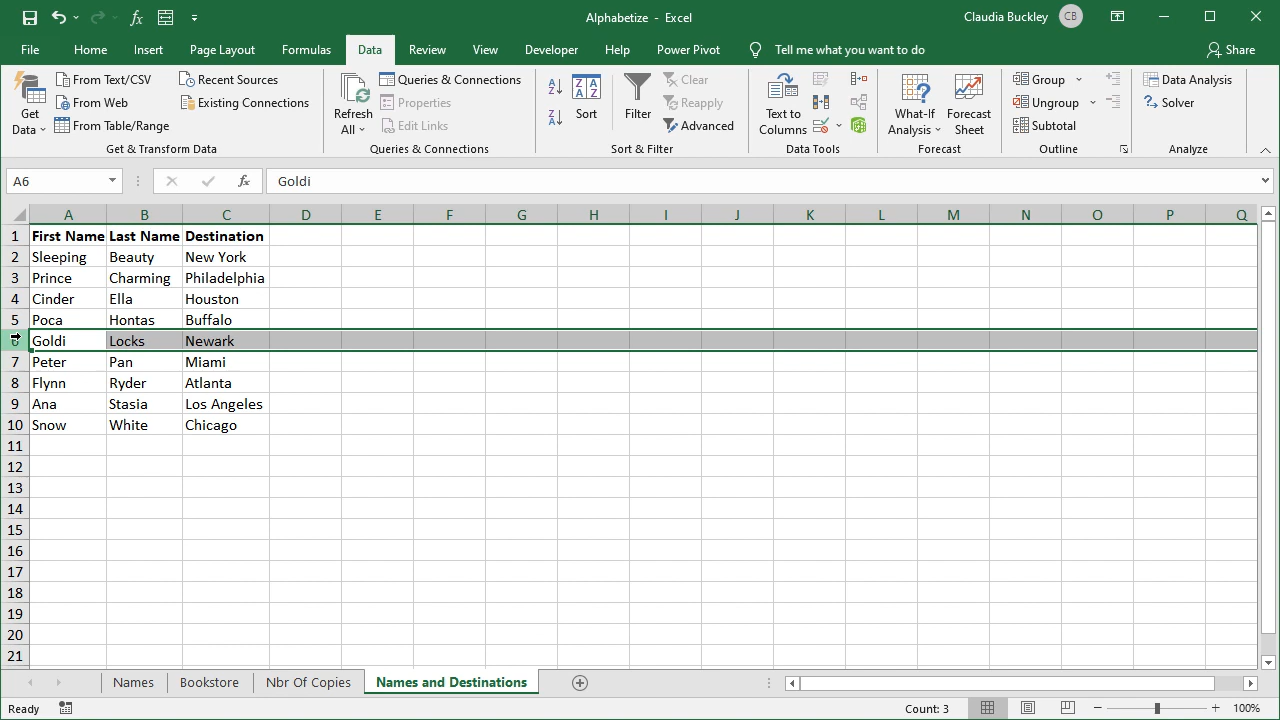 Alphabetize - Excel
Claudia Buckley CB
File Home Insert Page Layout Formulas Data Review View Developer Help Power Pivot Tell me what you want to do Share
Get Data
From Text/CSV
From Web
From Table/Range
Recent Sources
Existing Connections
Get & Transform Data
Refresh All
Queries & Connections
Properties
Edit Links
Queries & Connections
Sort
Filter
Clear
Reapply
Advanced
Sort & Filter
Text to Columns
Data Tools
What-If Analysis
Forecast Sheet
Forecast
Group
Ungroup
Subtotal
Outline
Data Analysis
Solver
Analyze
A6 fx Goldi
A B C D E F G H I J K L M N O P Q
1 First Name Last Name Destination
2 Sleeping Beauty New York
3 Prince Charming Philadelphia
4 Cinder Ella Houston
5 Poca Hontas Buffalo
Goldi Locks Newark
7 Peter Pan Miami
8 Flynn Ryder Atlanta
9 Ana Stasia Los Angeles
10 Snow White Chicago
11
12
13
14
15
16
17
18
19
20
21
Names Bookstore Nbr Of Copies Names and Destinations
Ready Count: 3 100%